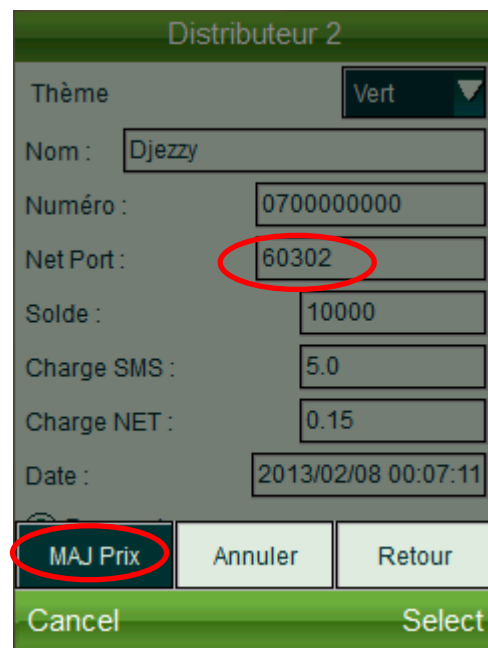 Distributeur 2
Thème Vert
Nom : Djezzy
Numéro : 0700000000
Net Port : 60302
Solde : 10000
Charge SMS : 5.0
Charge NET : 0.15
Date : 2013/02/08 00:07:11
MAJ Prix Annuler Retour
Cancel Select